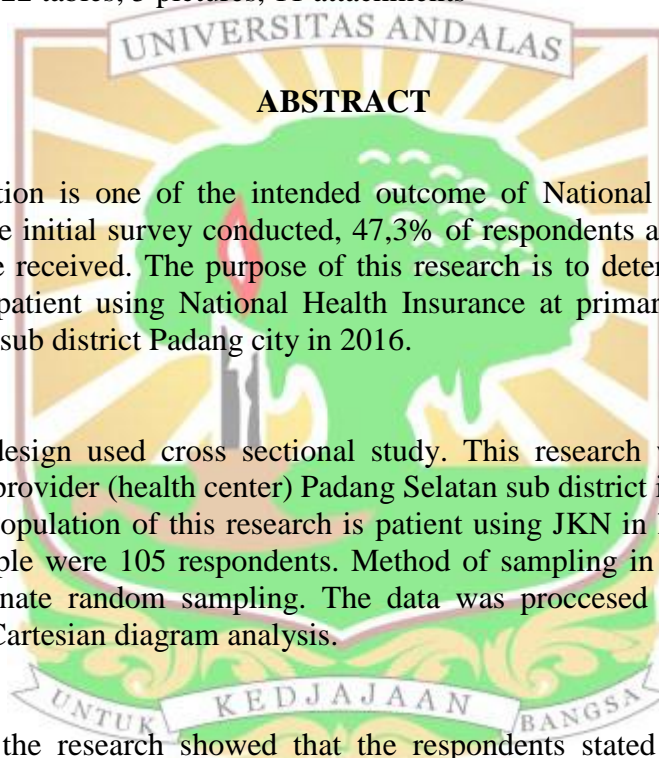 tables, 3 pictures, 11 attachments
UNIVERSITAS ANDALAS
ABSTRACT
tion is one of the intended outcome of National
e initial survey conducted, 47,3% of respondents a
e received. The purpose of this research is to deter
patient using National Health Insurance at primar
sub district Padang city in 2016.
design used cross sectional study. This research
provider (health center) Padang Selatan sub district i
opulation of this research is patient using JKN in
ple were 105 respondents. Method of sampling in
nate random sampling. The data was proccesed
Cartesian diagram analysis.
UNTUK KEDJAJAAN BANGSA
the research showed that the respondents stated